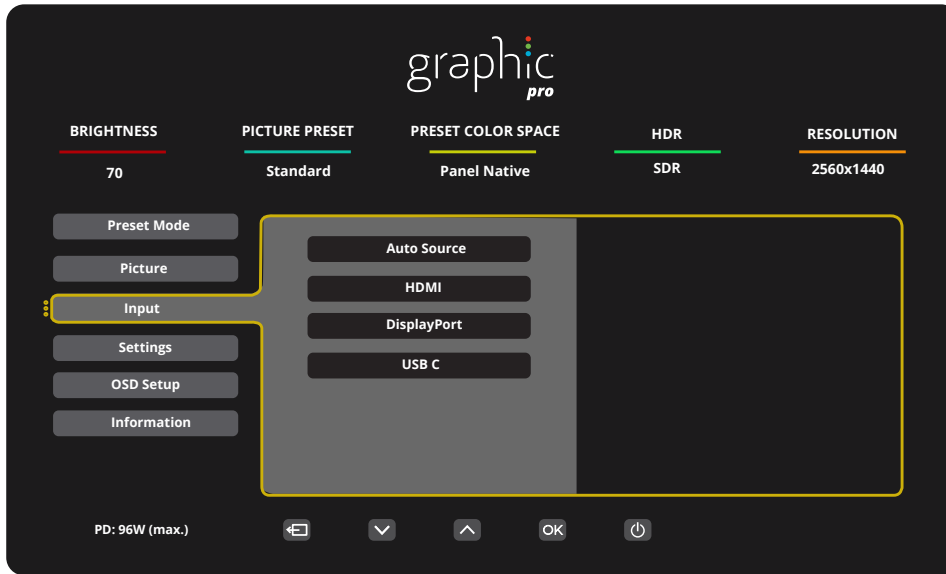 graphic
pro
BRIGHTNESS PICTURE PRESET PRESET COLOR SPACE HDR RESOLUTION
70 Standard Panel Native SDR 2560x1440
Preset Mode
Picture
Input
Settings
OSD Setup
Information
Auto Source
HDMI
DisplayPort
USB C
PD: 96W (max.) OK